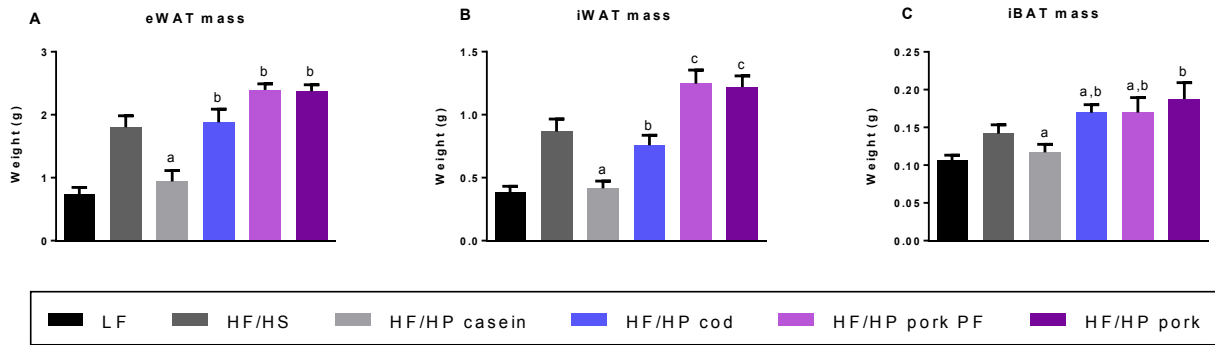 A
eWAT mass
Weight (g)
3
2
1
0
a
b
b
b
B
iWAT mass
Weight (g)
1.5
1.0
0.5
0.0
a
b
c
c
C
iBAT mass
Weight (g)
0.25
0.20
0.15
0.10
0.05
0.00
a
a,b
a,b
b
LF HF/HS HF/HP casein HF/HP cod HF/HP pork PF HF/HP pork